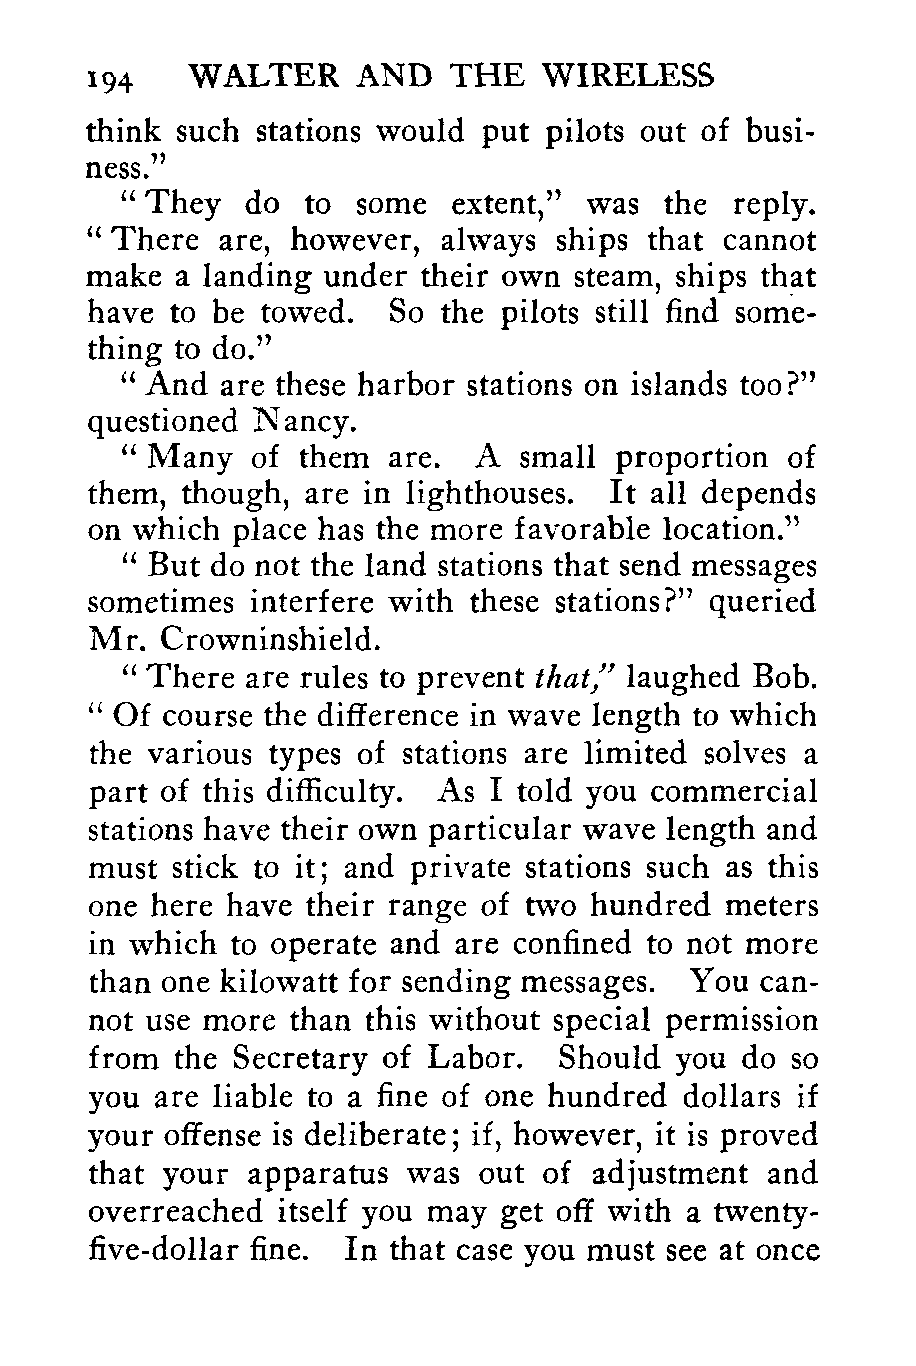 194 WALTER AND THE WIRELESS
think such stations would put pilots out of busi-
ness."
"They do to some extent," was the reply.
"There are, however, always ships that cannot
make a landing under their own steam, ships that
have to be towed. So the pilots still find some-
thing to do."
"And are these harbor stations on islands too?"
questioned Nancy.
"Many of them are. A small proportion of
them, though, are in lighthouses. It all depends
on which place has the more favorable location."
"But do not the land stations that send messages
sometimes interfere with these stations?" queried
Mr. Crowninshield.
"There are rules to prevent that," laughed Bob.
"Of course the difference in wave length to which
the various types of stations are limited solves a
part of this difficulty. As I told you commercial
stations have their own particular wave length and
must stick to it; and private stations such as this
one here have their range of two hundred meters
in which to operate and are confined to not more
than one kilowatt for sending messages. You can-
not use more than this without special permission
from the Secretary of Labor. Should you do so
you are liable to a fine of one hundred dollars if
your offense is deliberate; if, however, it is proved
that your apparatus was out of adjustment and
overreached itself you may get off with a twenty-
five-dollar fine. In that case you must see at once